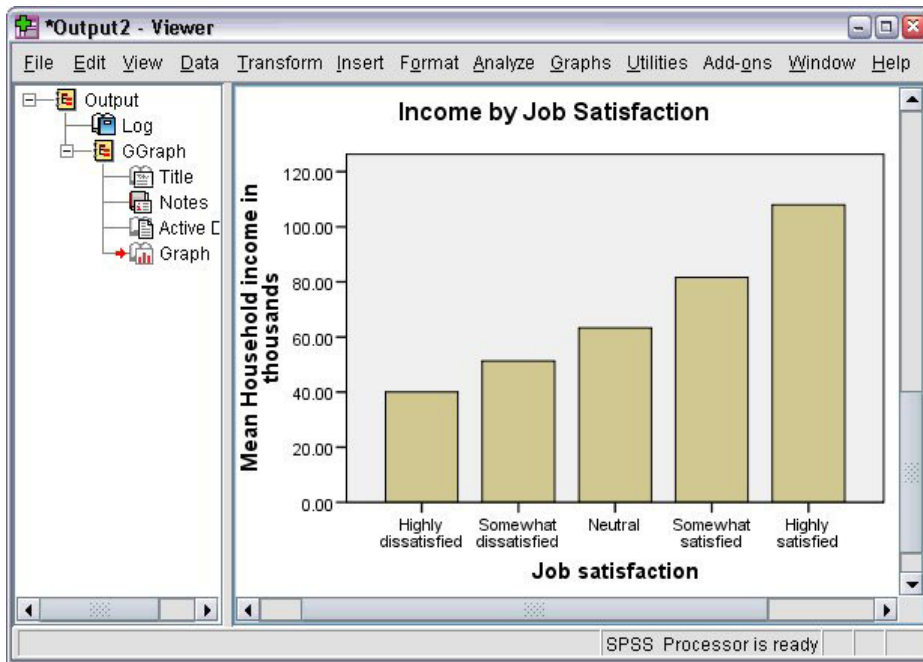 *Output2 - Viewer
File Edit View Data Transform Insert Format Analyze Graphs Utilities Add-ons Window Help
Output
Log
GGraph
Title
Notes
Active D
Graph
Income by Job Satisfaction
Mean Household income in
thousands
120.00
100.00
80.00
60.00
40.00
20.00
0.00
Highly
dissatisfied
Somewhat
dissatisfied
Neutral
Somewhat
satisfied
Highly
satisfied
Job satisfaction
SPSS Processor is ready